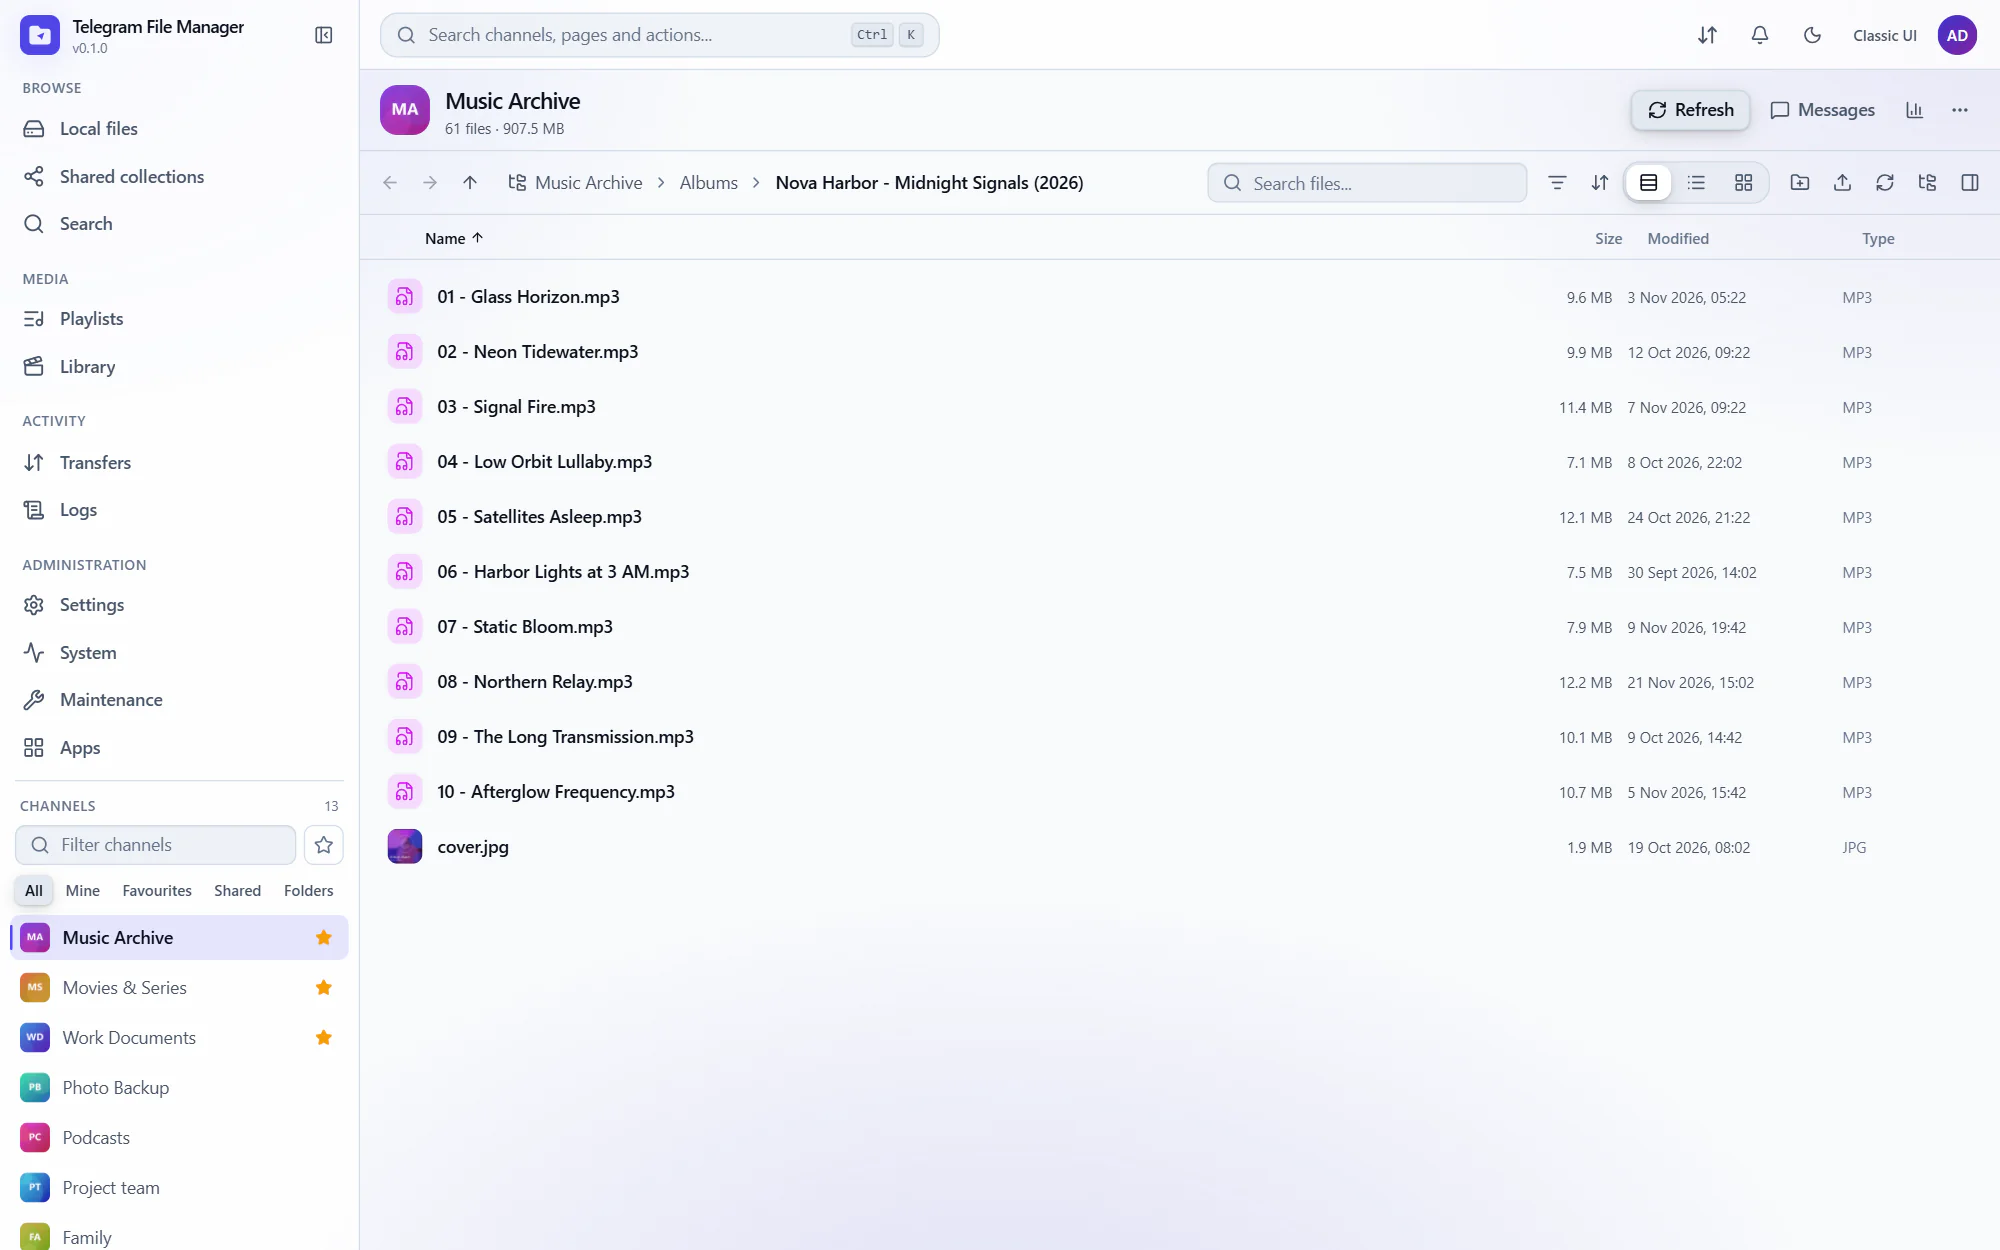 Telegram File Manager
v0.1.0
BROWSE
Local files
Shared collections
Search
MEDIA
Playlists
Library
ACTIVITY
Transfers
Logs
ADMINISTRATION
Settings
System
Maintenance
Apps
CHANNELS 13
Filter channels
All Mine Favourites Shared Folders
MA Music Archive
MS Movies & Series
WD Work Documents
PB Photo Backup
PC Podcasts
PT Project team
FA Family
Search channels, pages and actions... Ctrl K
Classic UI AD
MA Music Archive
61 files · 907.5 MB
Refresh Messages
Music Archive > Albums > Nova Harbor - Midnight Signals (2026)
Search files...
Name Size Modified Type
01 - Glass Horizon.mp3 9.6 MB 3 Nov 2026, 05:22 MP3
02 - Neon Tidewater.mp3 9.9 MB 12 Oct 2026, 09:22 MP3
03 - Signal Fire.mp3 11.4 MB 7 Nov 2026, 09:22 MP3
04 - Low Orbit Lullaby.mp3 7.1 MB 8 Oct 2026, 22:02 MP3
05 - Satellites Asleep.mp3 12.1 MB 24 Oct 2026, 21:22 MP3
06 - Harbor Lights at 3 AM.mp3 7.5 MB 30 Sept 2026, 14:02 MP3
07 - Static Bloom.mp3 7.9 MB 9 Nov 2026, 19:42 MP3
08 - Northern Relay.mp3 12.2 MB 21 Nov 2026, 15:02 MP3
09 - The Long Transmission.mp3 10.1 MB 9 Oct 2026, 14:42 MP3
10 - Afterglow Frequency.mp3 10.7 MB 5 Nov 2026, 15:42 MP3
cover.jpg 1.9 MB 19 Oct 2026, 08:02 JPG